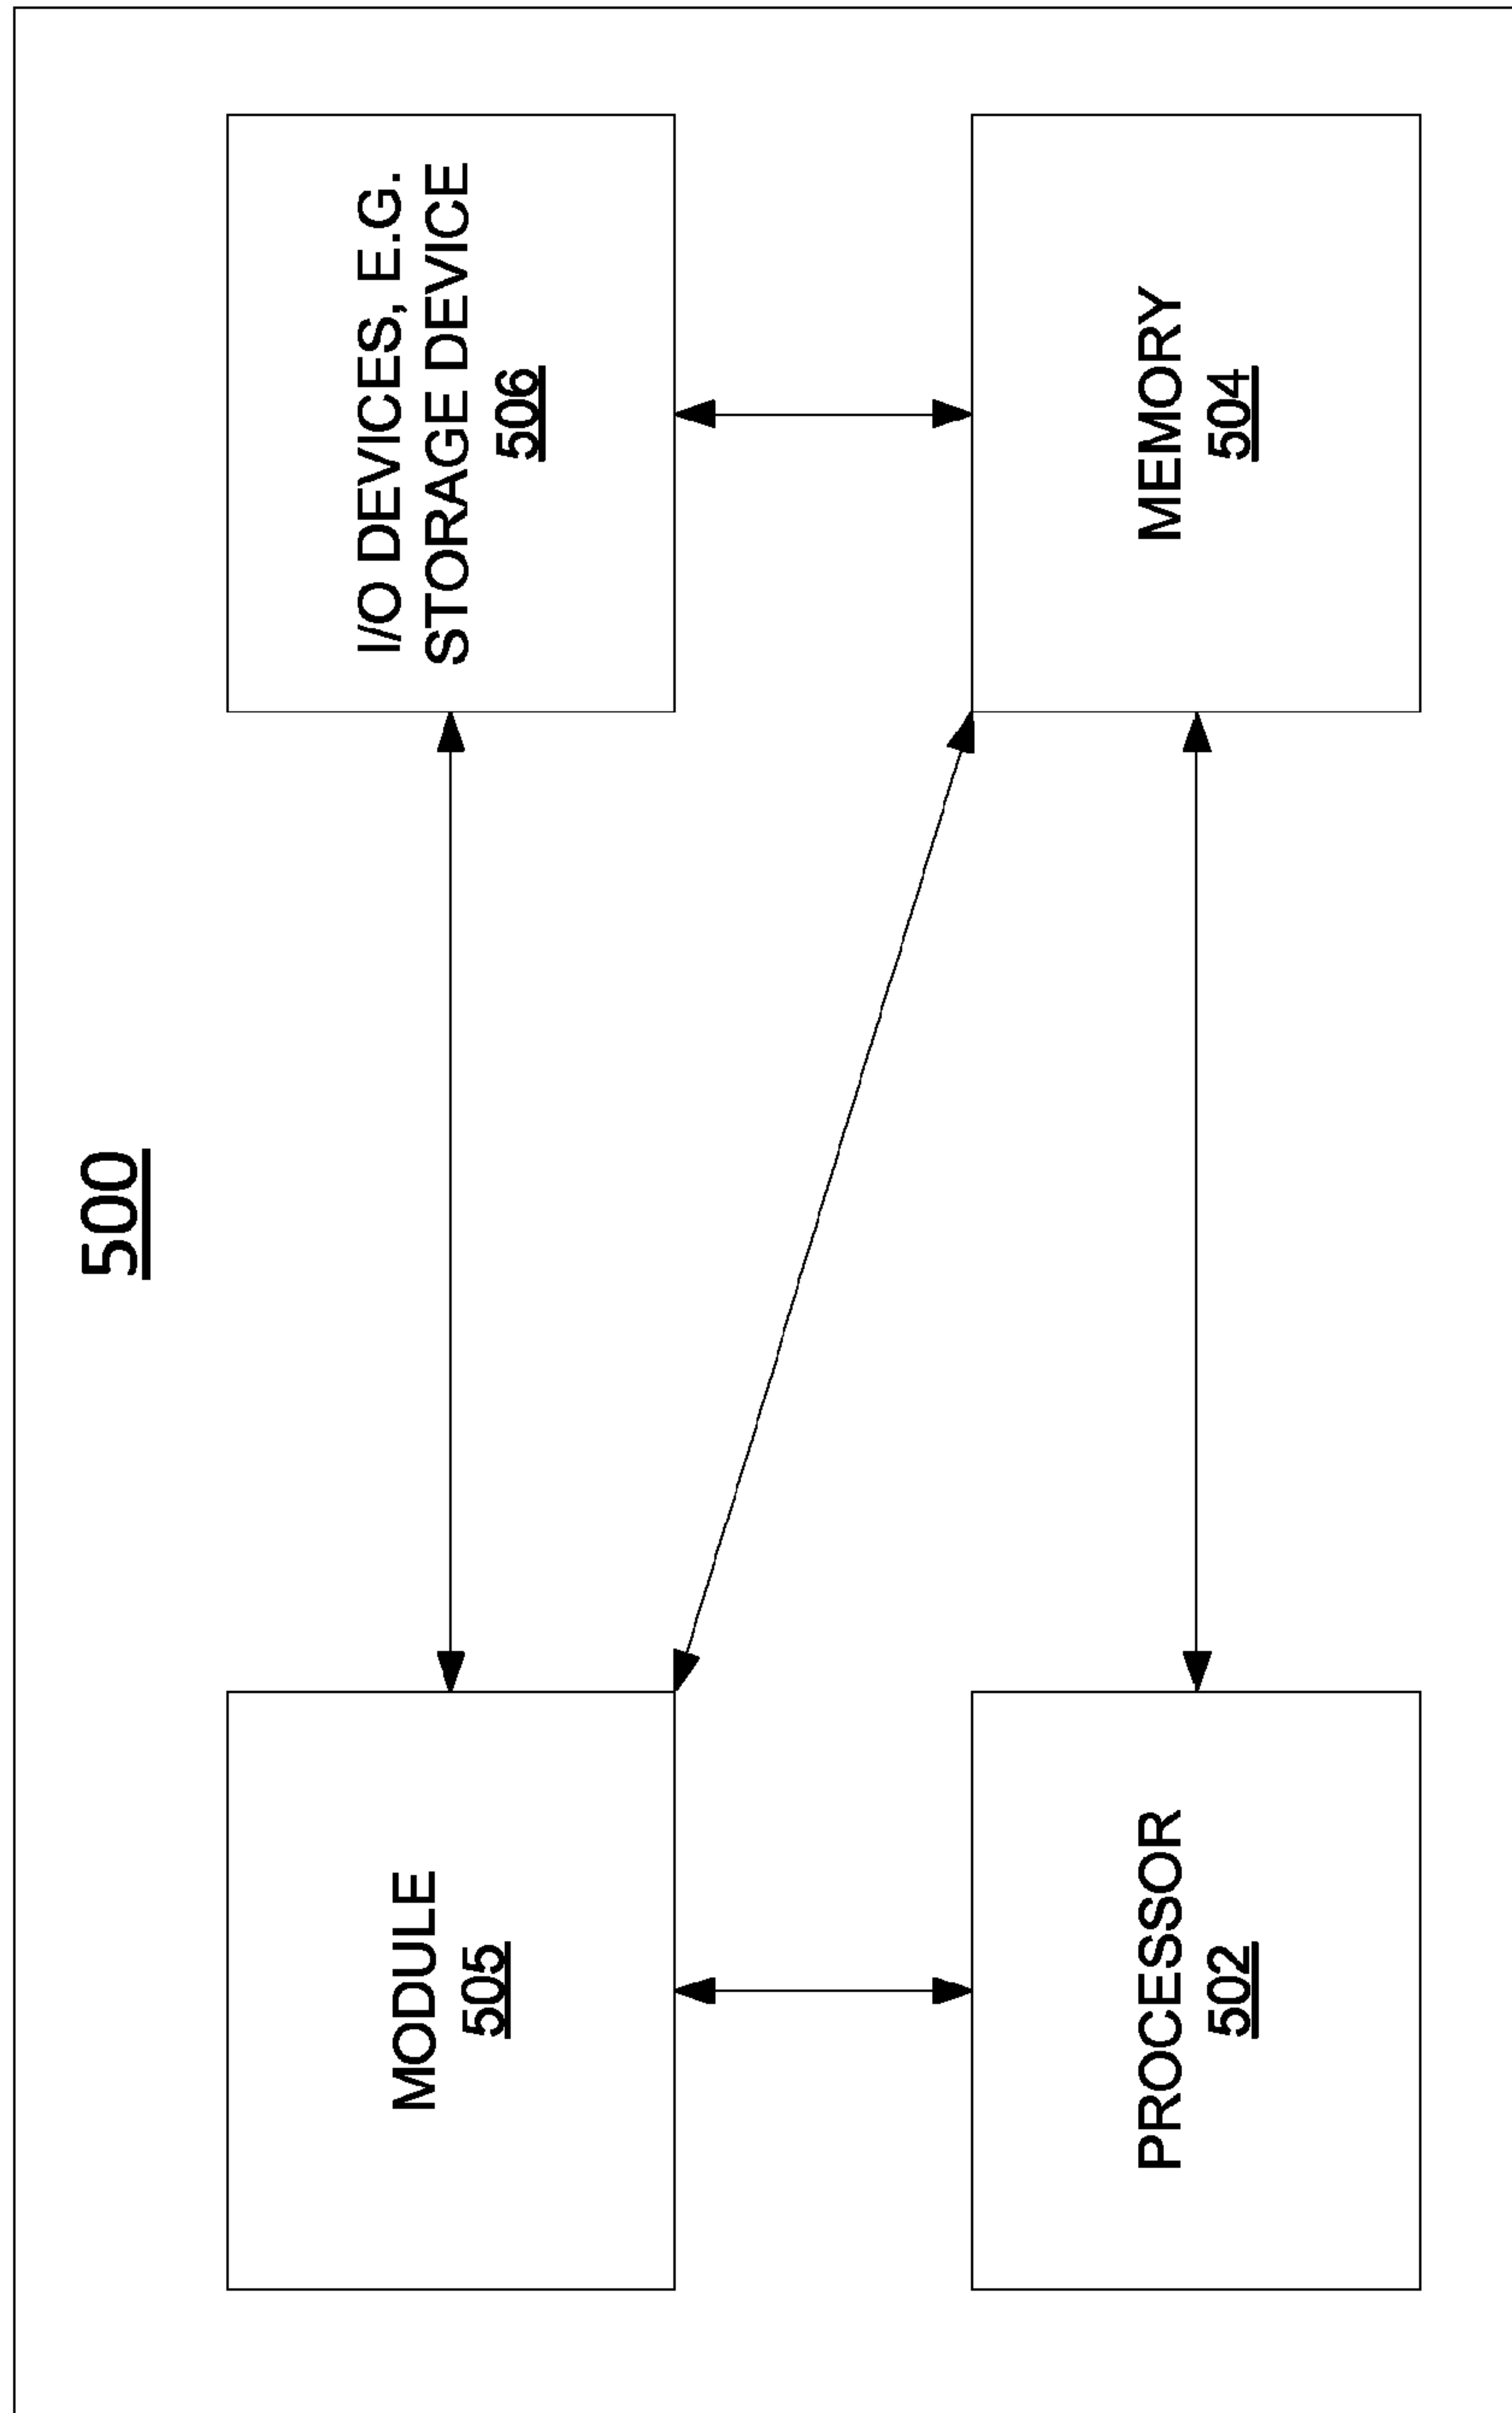 500
MODULE
505
I/O DEVICES, E.G.
STORAGE DEVICE
506
PROCESSOR
502
MEMORY
504